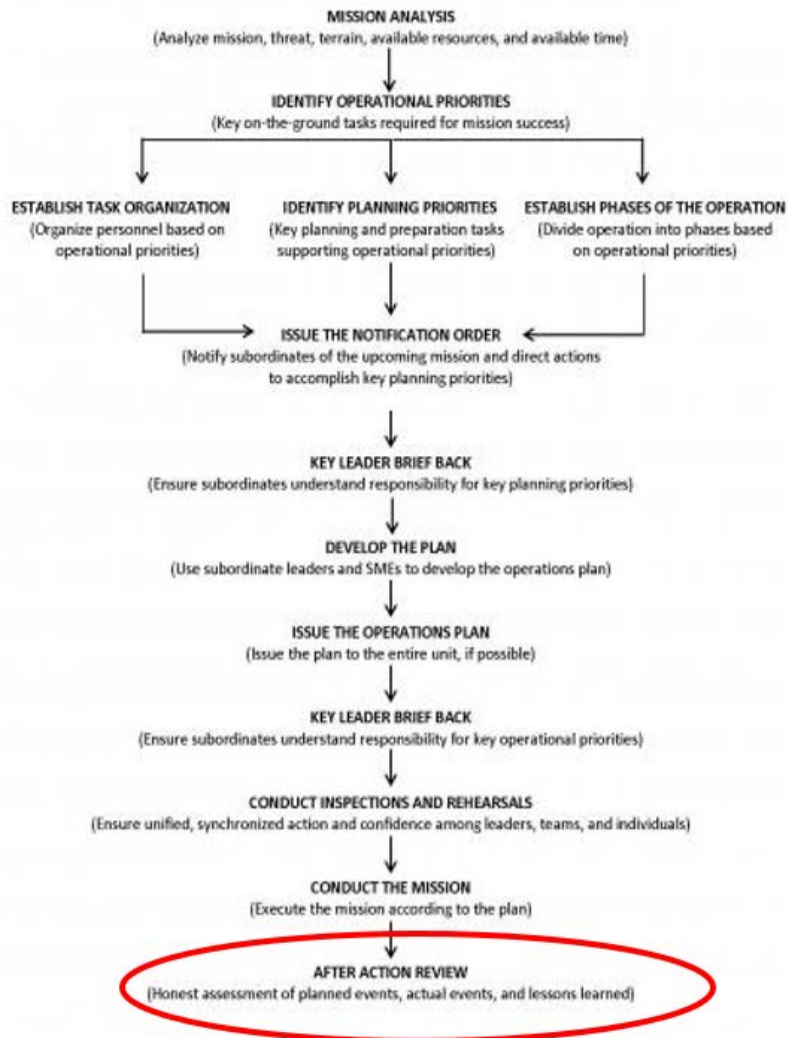 MISSION ANALYSIS
(Analyze mission, threat, terrain, available resources, and available time)
IDENTIFY OPERATIONAL PRIORITIES
(Key on-the-ground tasks required for mission success)
ESTABLISH TASK ORGANIZATION
(Organize personnel based on
operational priorities)
IDENTIFY PLANNING PRIORITIES
(Key planning and preparation tasks
supporting operational priorities)
ESTABLISH PHASES OF THE OPERATION
(Divide operation into phases based
on operational priorities)
ISSUE THE NOTIFICATION ORDER
(Notify subordinates of the upcoming mission and direct actions
to accomplish key planning priorities)
KEY LEADER BRIEF BACK
(Ensure subordinates understand responsibility for key planning priorities)
DEVELOP THE PLAN
(Use subordinate leaders and SMEs to develop the operations plan)
ISSUE THE OPERATIONS PLAN
(Issue the plan to the entire unit, if possible)
KEY LEADER BRIEF BACK
(Ensure subordinates understand responsibility for key operational priorities)
CONDUCT INSPECTIONS AND REHEARSALS
(Ensure unified, synchronized action and confidence among leaders, teams, and individuals)
CONDUCT THE MISSION
(Execute the mission according to the plan)
AFTER ACTION REVIEW
(Honest assessment of planned events, actual events, and lessons learned)